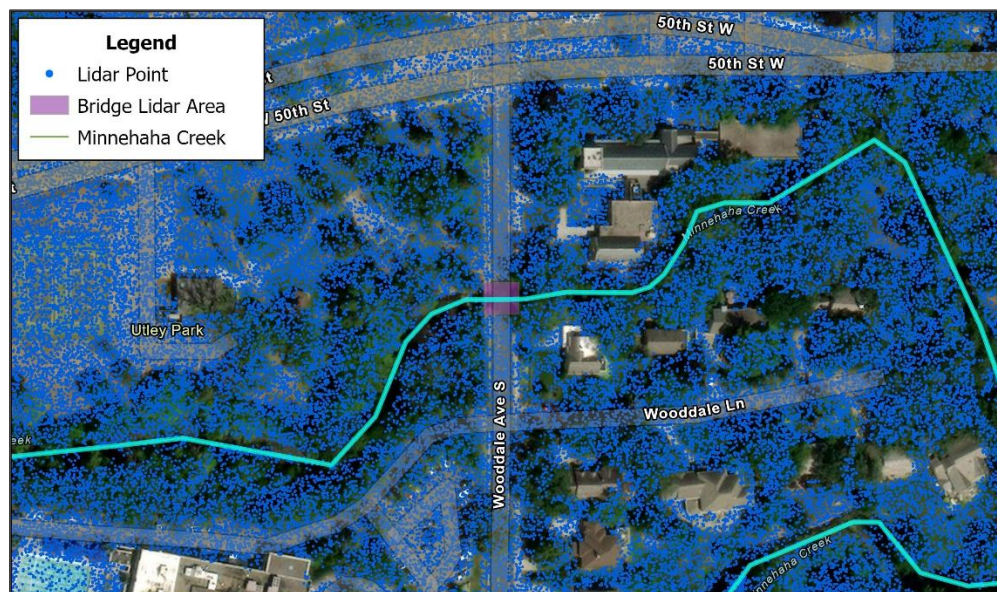 Legend
Lidar Point
Bridge Lidar Area
Minnehaha Creek
50th St W
50th St W
W 50th St
t
t
Minnehaha Creek
Utley Park
Wooddale Ave S
Wooddale Ln
eek
Minnehaha Creek